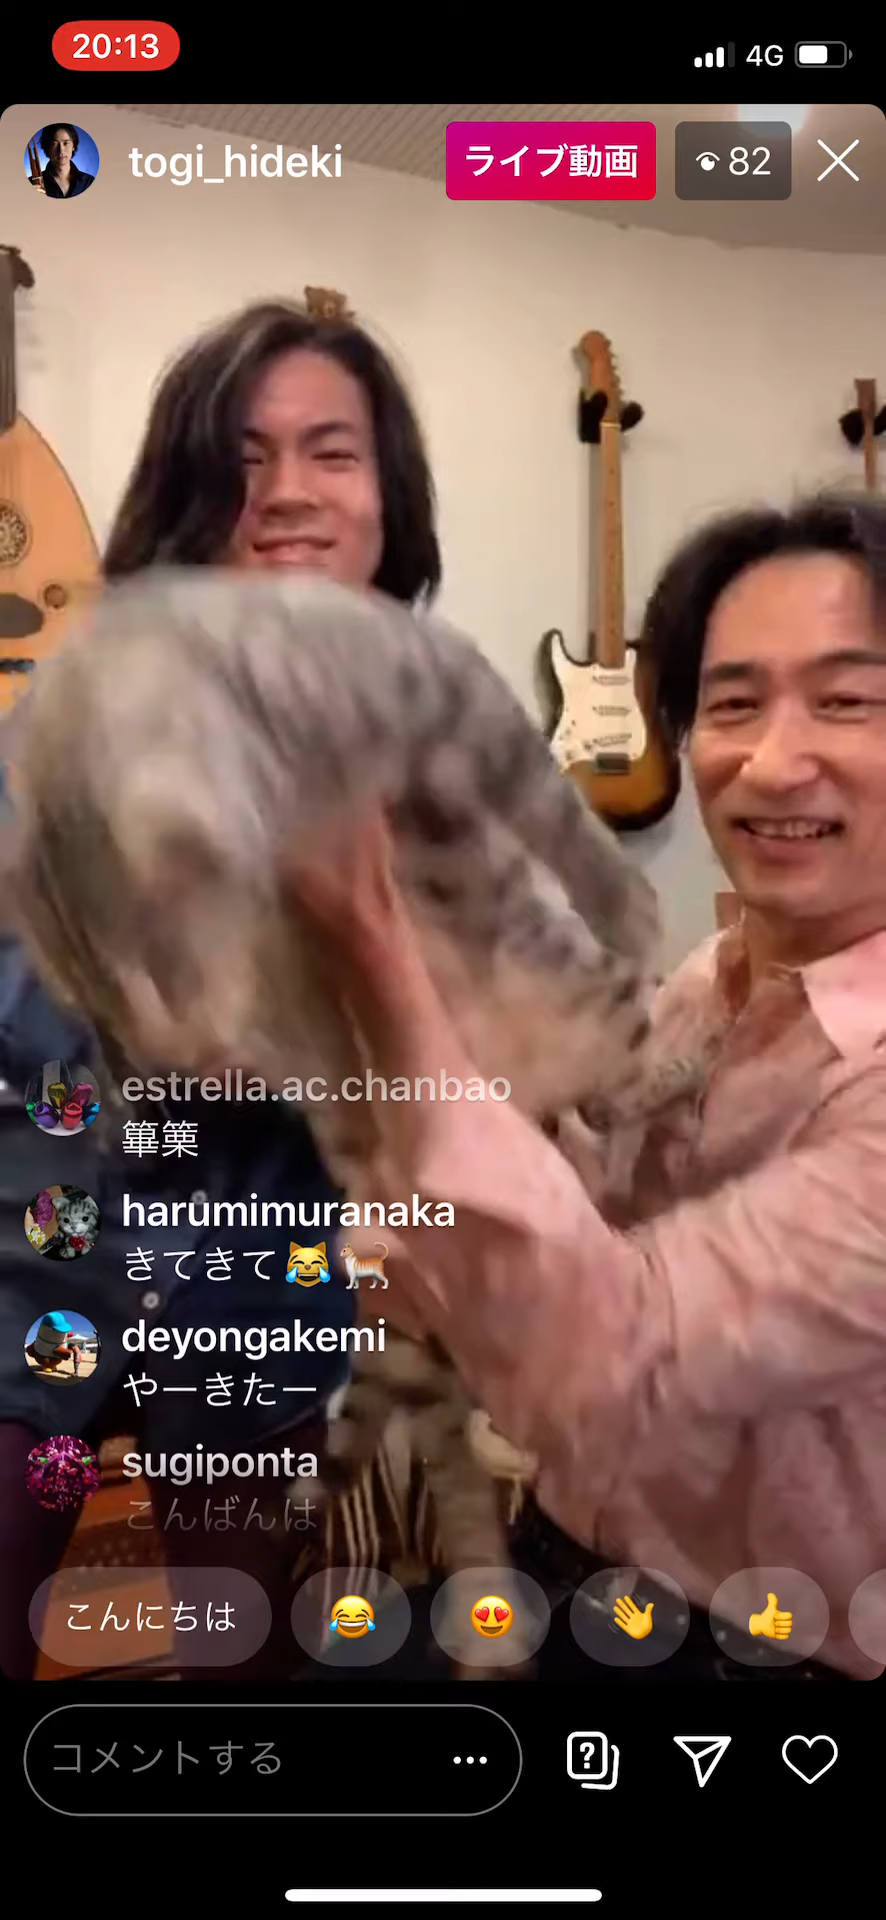 20:13
4G
togi_hideki
ライブ動画
82
estrella.ac.chanbao
篳篥
harumimuranaka
きてきて😹🐈
deyongakemi
やーきたー
sugiponta
こんばんは
こんにちは
😂 😍 👋 👍
コメントする